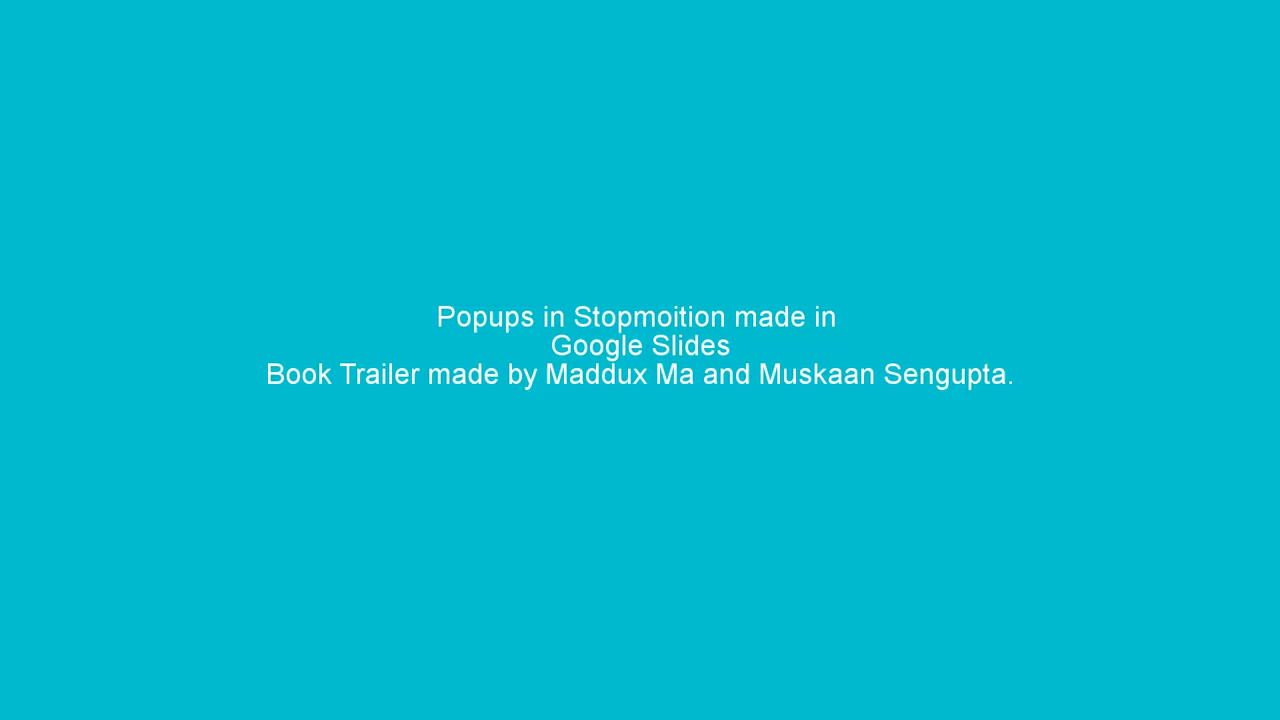 Popups in Stopmoition made in
Google Slides
Book Trailer made by Maddux Ma and Muskaan Sengupta.